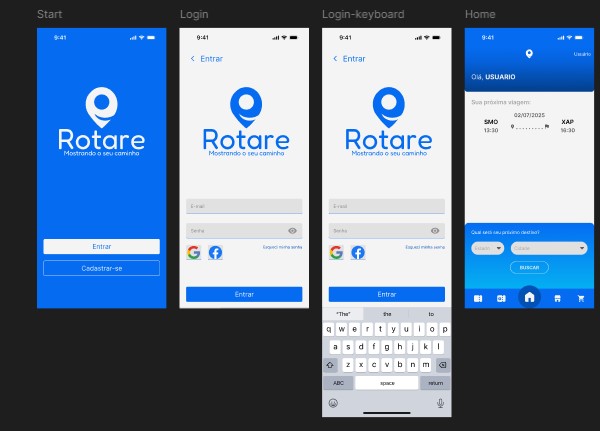 Start
9:41
Rotare
Mostrando o seu caminho
Entrar
Cadastrar-se
Login
9:41
Entrar
Rotare
Mostrando o seu caminho
E-mail
Senha
Esqueci minha senha
Entrar
Login-keyboard
9:41
Entrar
Rotare
Mostrando o seu caminho
E-mail
Senha
Esqueci minha senha
Entrar
"The" the to
q w e r t y u i o p
a s d f g h j k l
z x c v b n m
ABC space return
Home
9:41
Usuário
Olá, USUARIO
Sua próxima viagem:
02/07/2025
SMO XAP
13:30 16:30
Qual será seu próximo destino?
Estado Cidade
BUSCAR